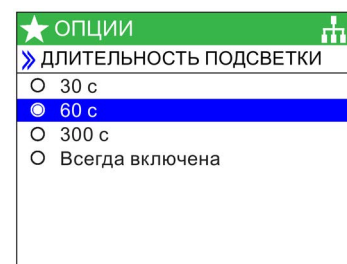 ОПЦИИ
ДЛИТЕЛЬНОСТЬ ПОДСВЕТКИ
30 с
60 с
300 с
Всегда включена